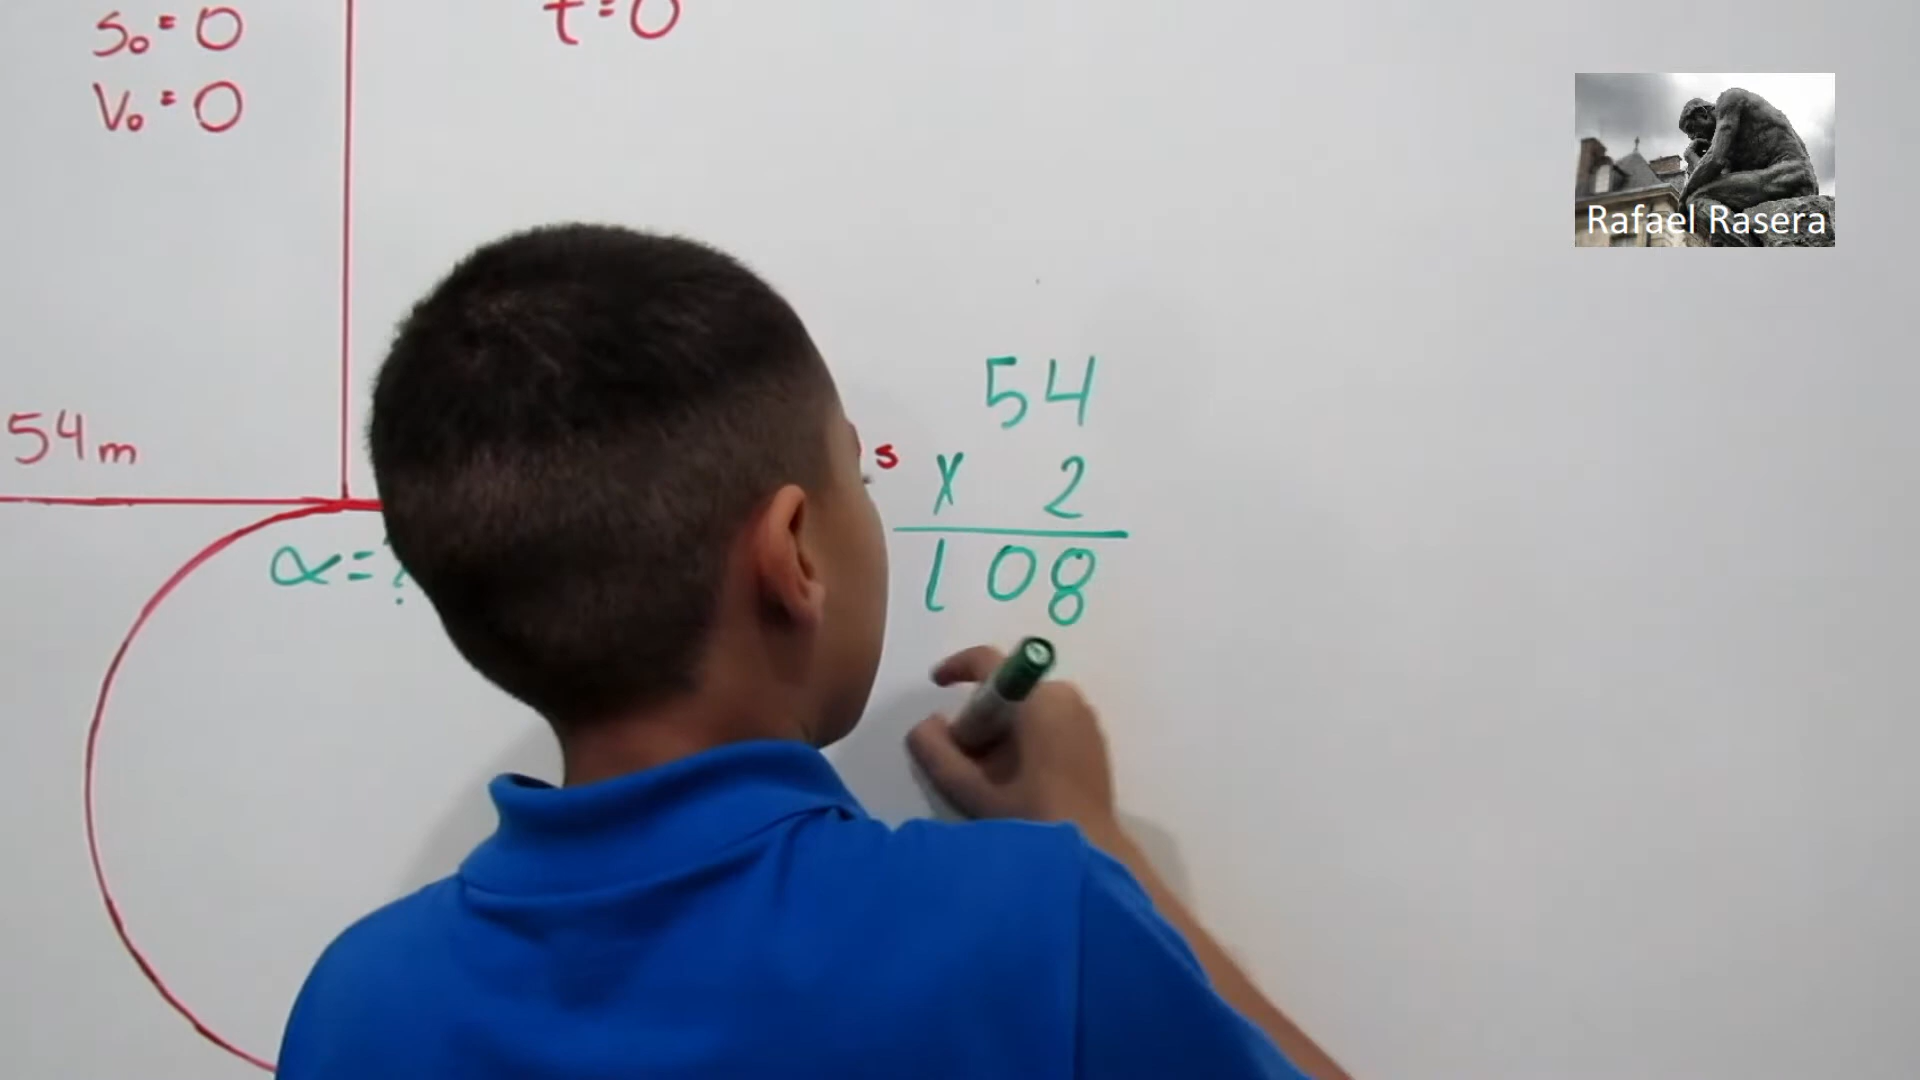 S₀ = 0
V₀ = 0
t = 0
Rafael Rasera
54m
s
α = ?
54
x 2
108